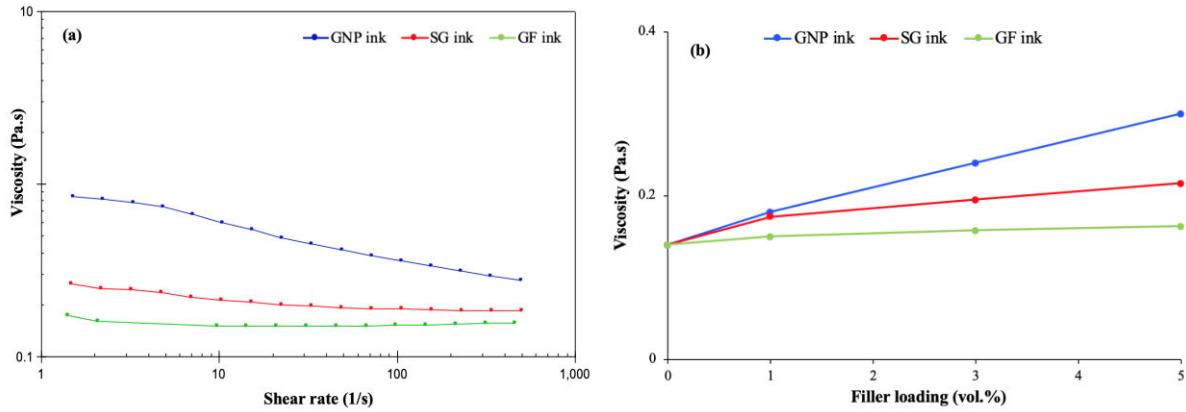 (a)
GNP ink SG ink GF ink
10
1
0.1
Viscosity (Pa.s)
1 10 100 1,000
Shear rate (1/s)
(b)
GNP ink SG ink GF ink
0.4
0.2
0
Viscosity (Pa.s)
0 1 2 3 4 5
Filler loading (vol.%)